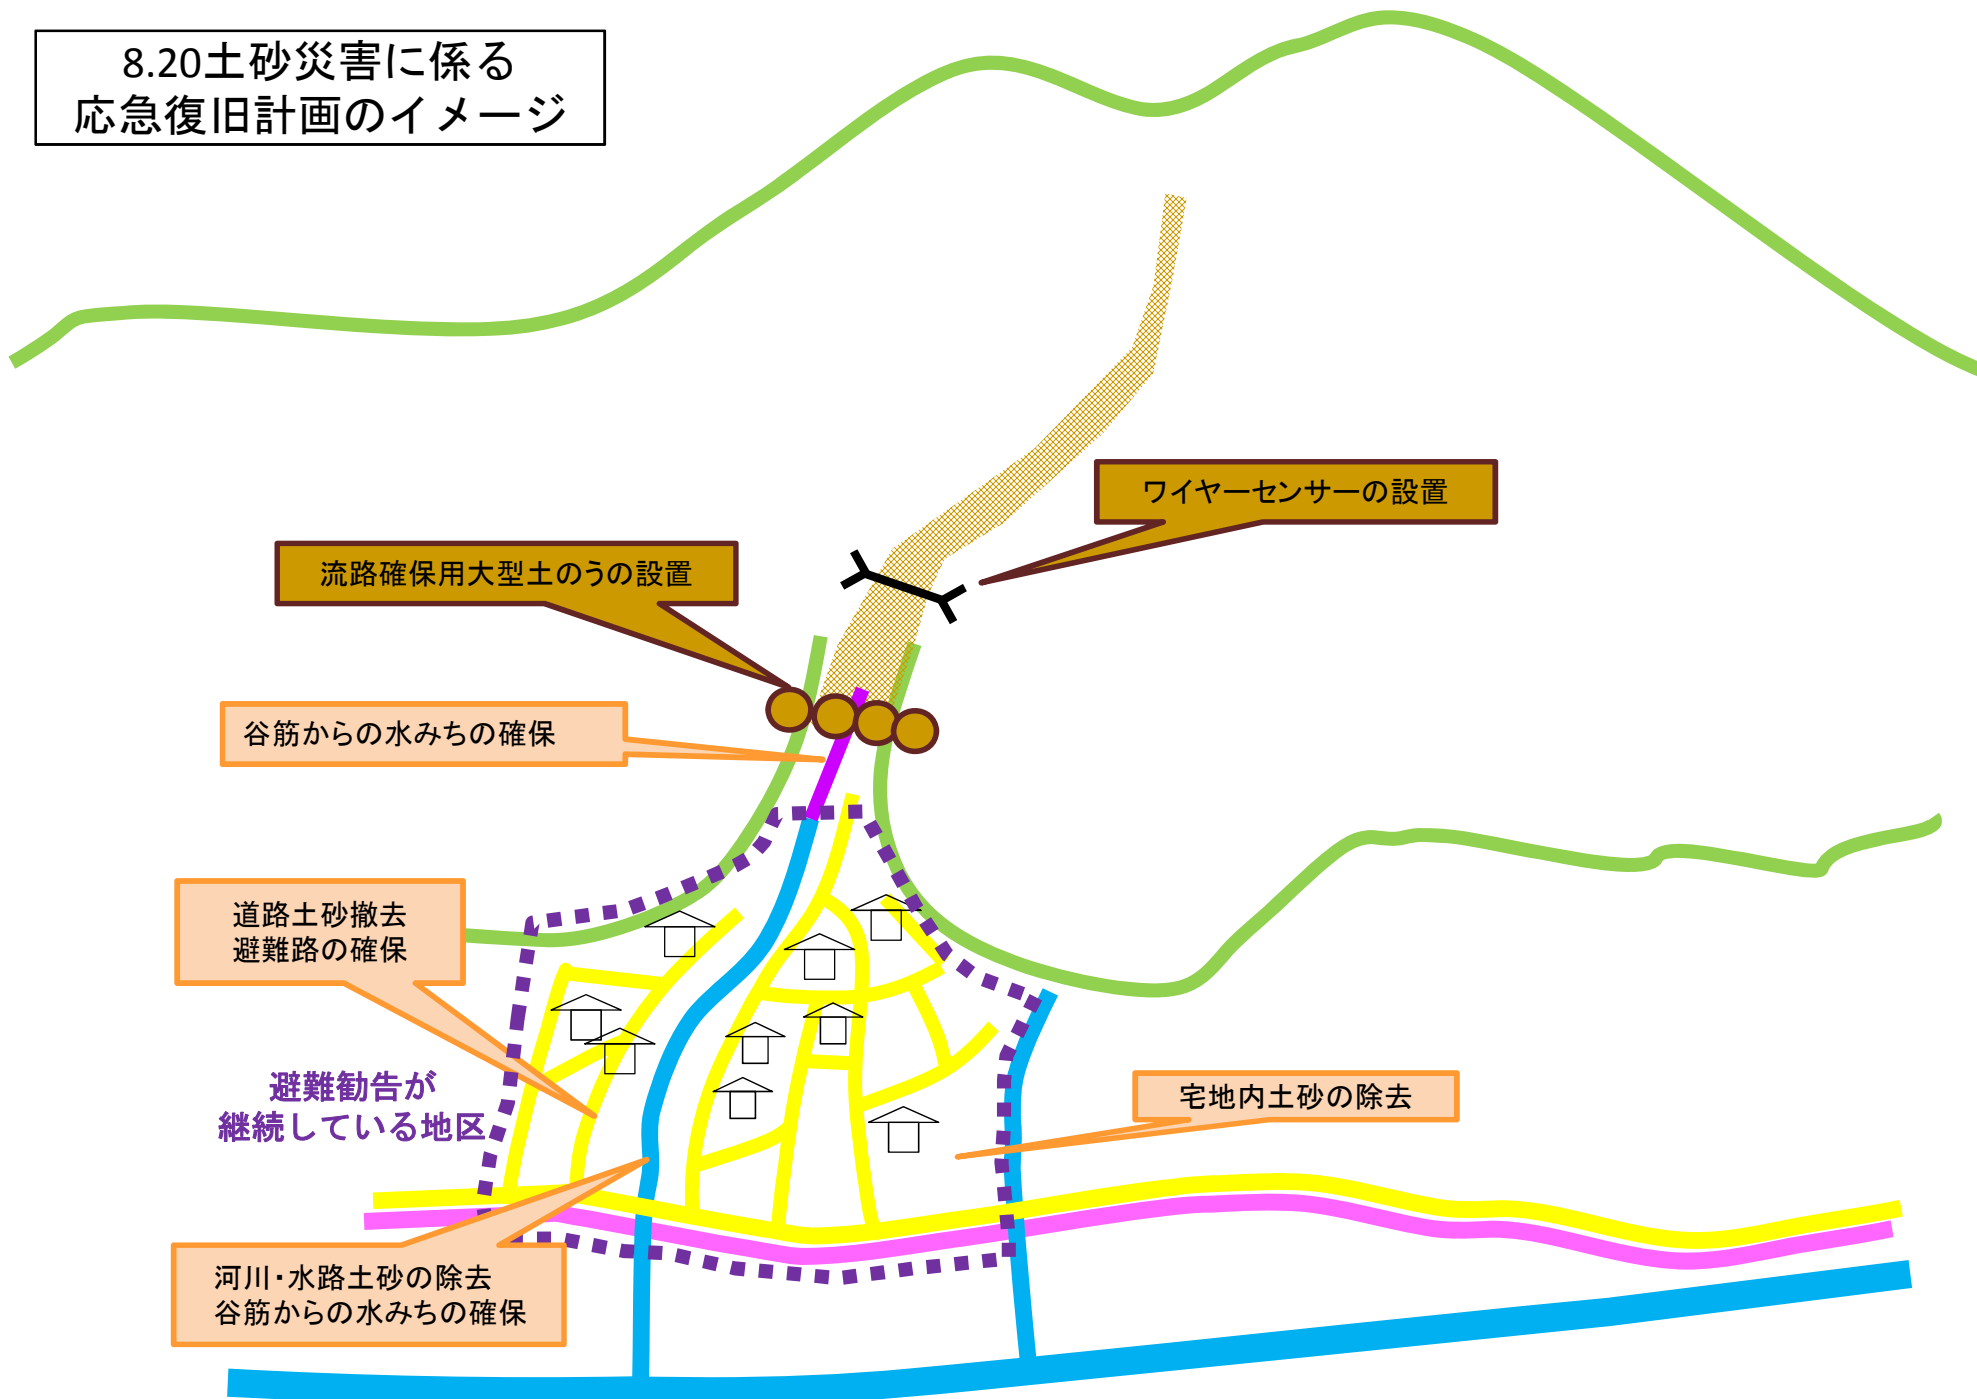 8.20土砂災害に係る
応急復旧計画のイメージ
ワイヤーセンサーの設置
流路確保用大型土のうの設置
谷筋からの水みちの確保
道路土砂撤去
避難路の確保
避難勧告が
継続している地区
宅地内土砂の除去
河川・水路土砂の除去
谷筋からの水みちの確保